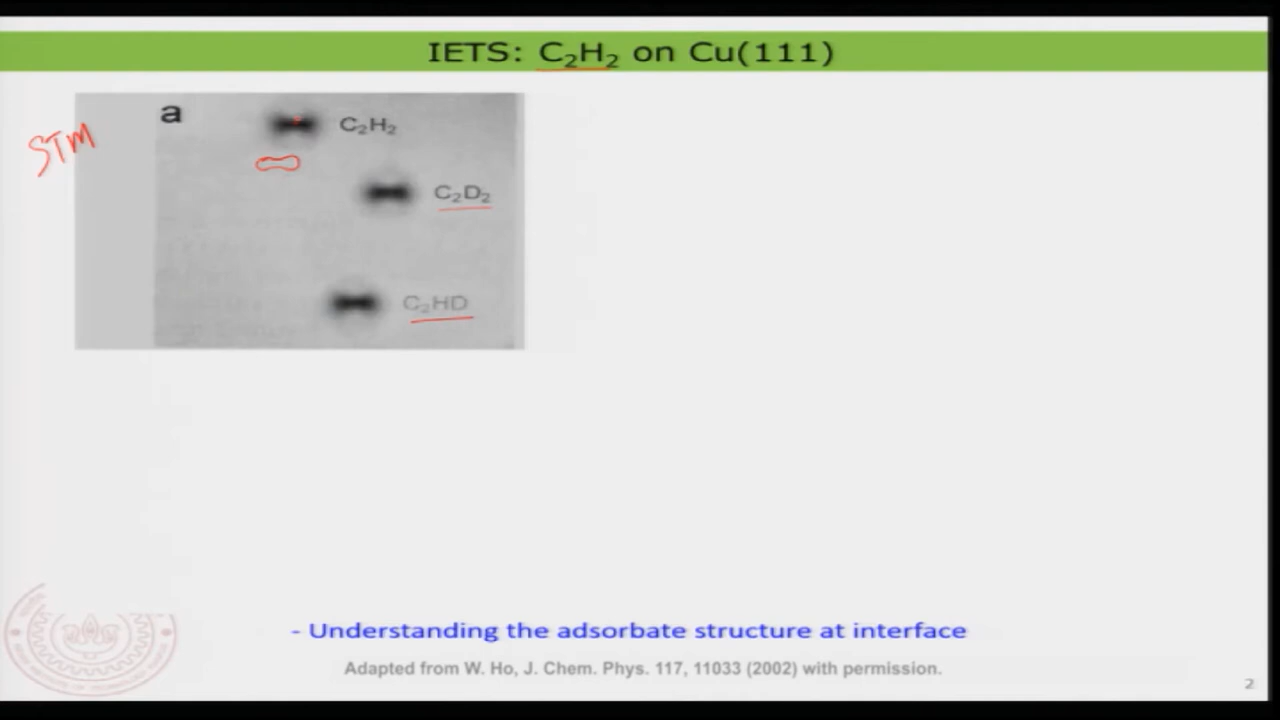 IETS: C₂H₂ on Cu(111)
STM
a
C₂H₂
C₂D₂
C₂HD
- Understanding the adsorbate structure at interface
Adapted from W. Ho, J. Chem. Phys. 117, 11033 (2002) with permission.
2